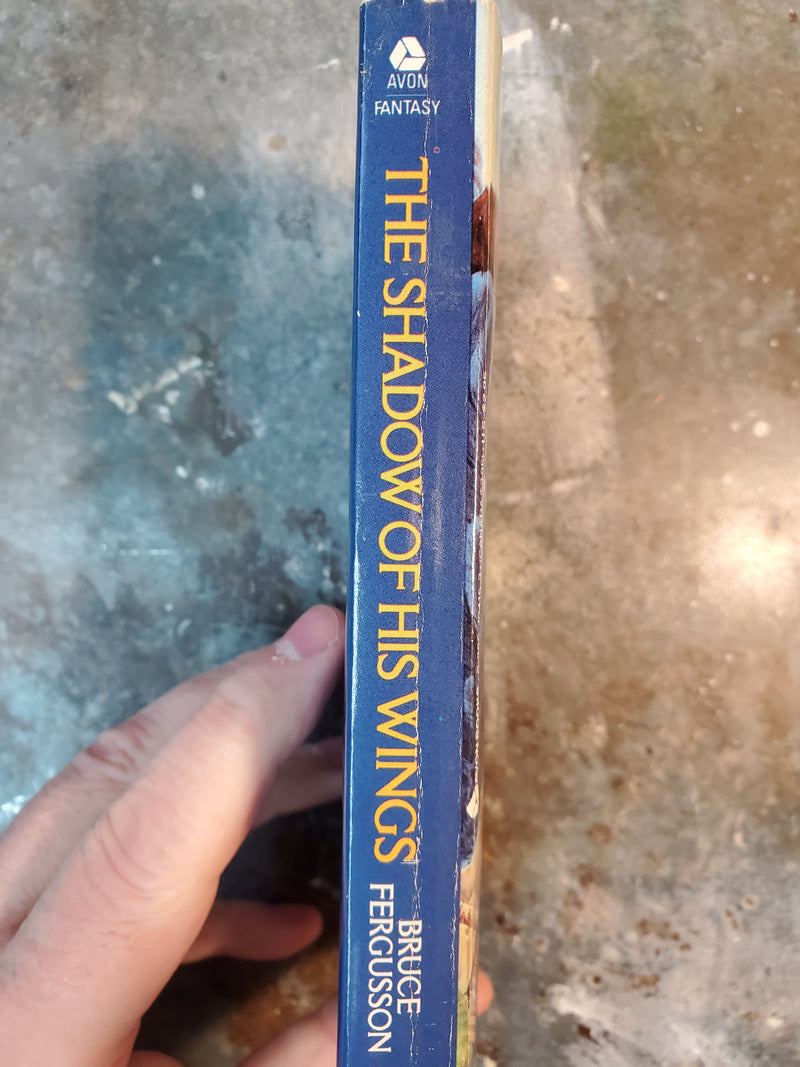 AVON
FANTASY
THE SHADOW OF HIS WINGS
BRUCE
FERGUSSON